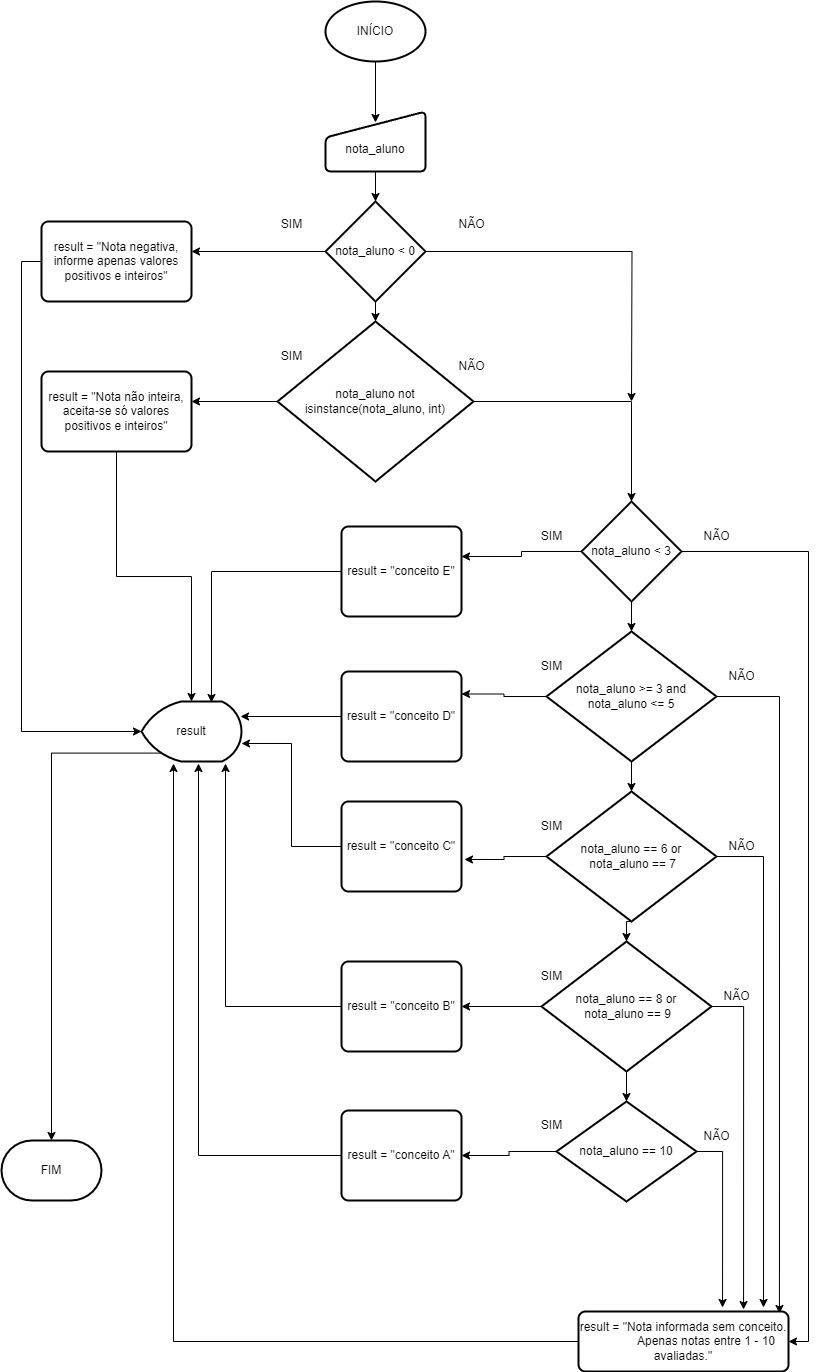 INÍCIO
nota_aluno
SIM
NÃO
nota_aluno < 0
result = "Nota negativa,
informe apenas valores
positivos e inteiros"
SIM
NÃO
nota_aluno not
isinstance(nota_aluno, int)
result = "Nota não inteira,
aceita-se só valores
positivos e inteiros"
SIM
NÃO
nota_aluno < 3
result = "conceito E"
SIM
NÃO
nota_aluno >= 3 and
nota_aluno <= 5
result = "conceito D"
result
SIM
NÃO
nota_aluno == 6 or
nota_aluno == 7
result = "conceito C"
SIM
NÃO
nota_aluno == 8 or
nota_aluno == 9
result = "conceito B"
SIM
NÃO
nota_aluno == 10
result = "conceito A"
FIM
result = "Nota informada sem conceito.
Apenas notas entre 1 - 10
avaliadas."